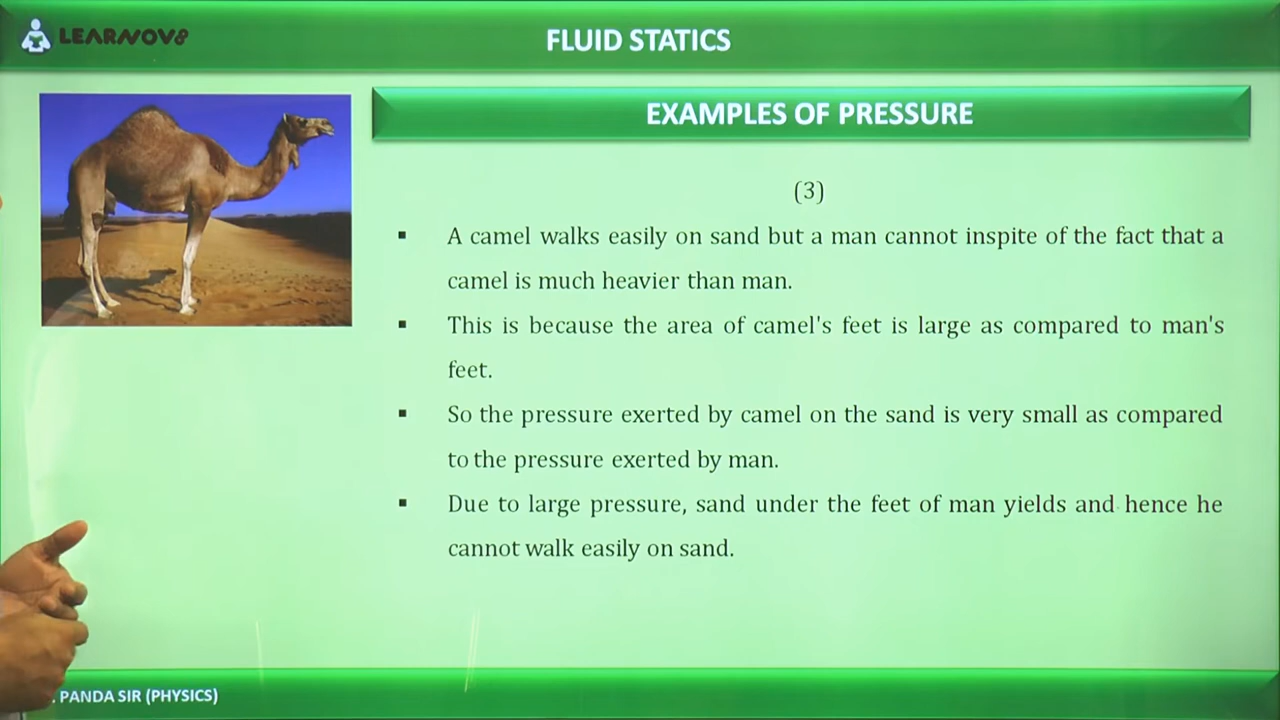 LEARNOV8
FLUID STATICS
EXAMPLES OF PRESSURE
(3)
▪ A camel walks easily on sand but a man cannot inspite of the fact that a
camel is much heavier than man.
▪ This is because the area of camel's feet is large as compared to man's
feet.
▪ So the pressure exerted by camel on the sand is very small as compared
to the pressure exerted by man.
▪ Due to large pressure, sand under the feet of man yields and hence he
cannot walk easily on sand.
. PANDA SIR (PHYSICS)